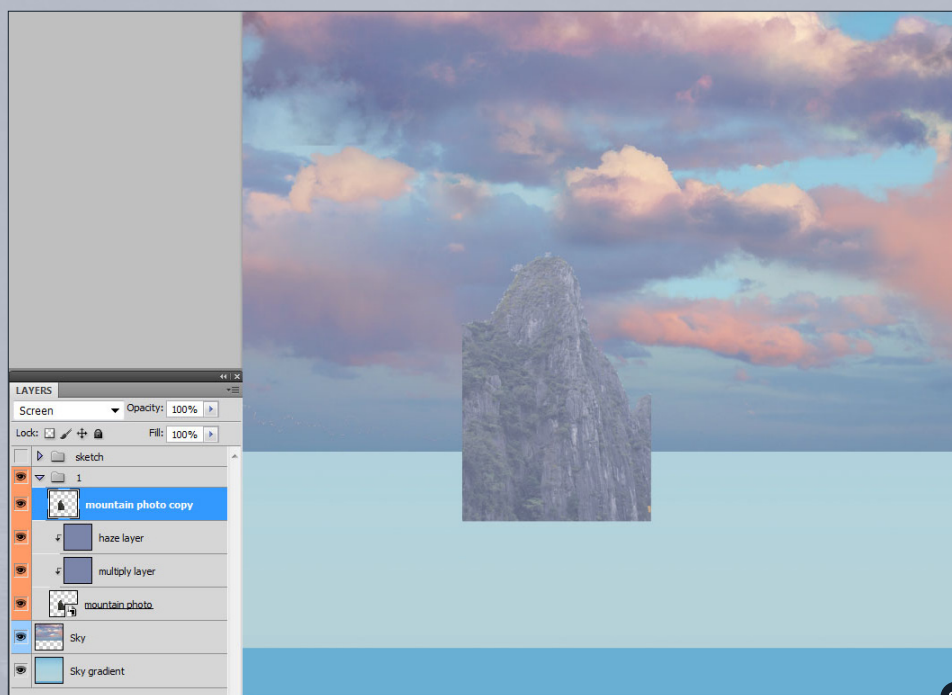 LAYERS
Screen Opacity: 100%
Lock: Fill: 100%
sketch
1
mountain photo copy
haze layer
multiply layer
mountain photo
Sky
Sky gradient